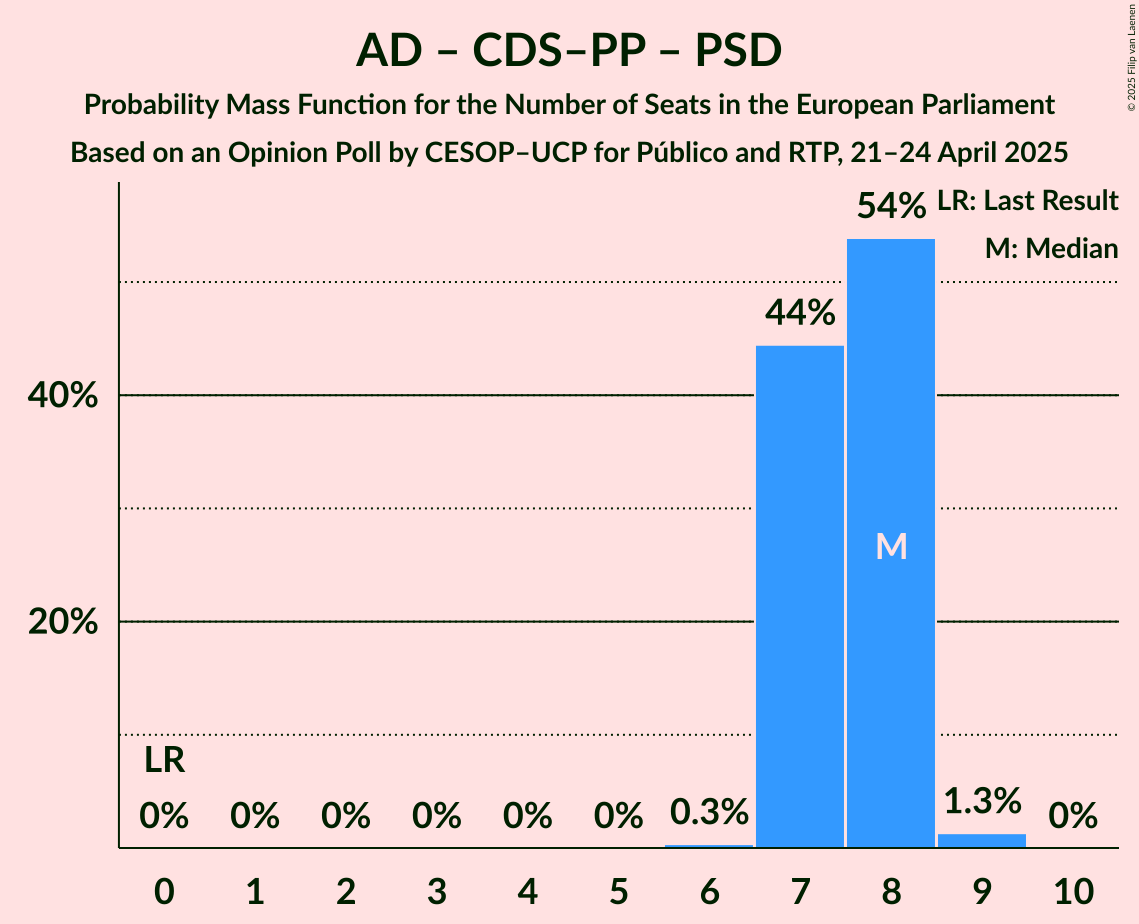 AD – CDS–PP – PSD
Probability Mass Function for the Number of Seats in the European Parliament
Based on an Opinion Poll by CESOP–UCP for Público and RTP, 21–24 April 2025
© 2025 Filip van Laenen
LR: Last Result
M: Median
54%
44%
40%
M
20%
LR
0% 0% 0% 0% 0% 0% 0.3% 1.3% 0%
0 1 2 3 4 5 6 7 8 9 10